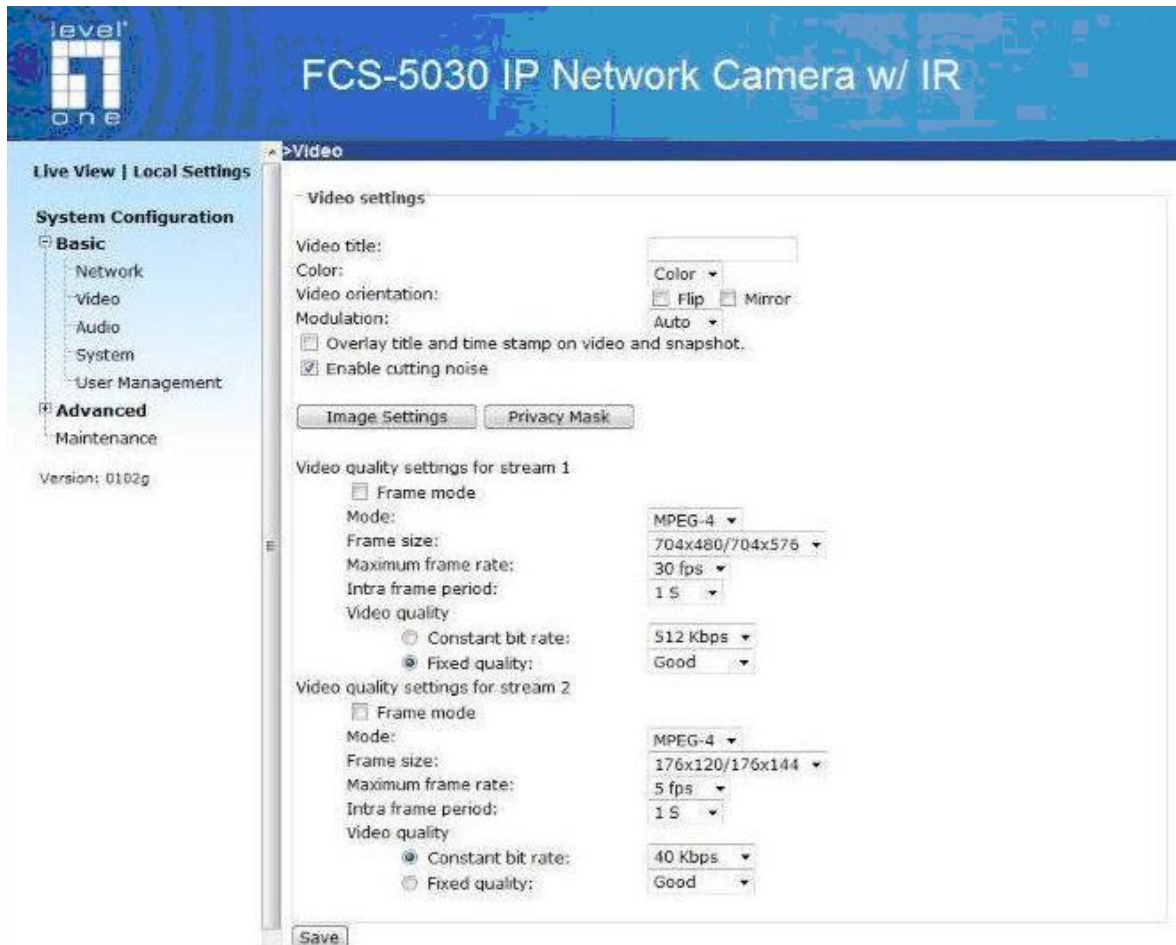 level
one
FCS-5030 IP Network Camera w/ IR
Live View | Local Settings
System Configuration
Basic
Network
Video
Audio
System
User Management
Advanced
Maintenance
Version: 0102g
>Video
Video settings
Video title:
Color: Color
Video orientation: Flip Mirror
Modulation: Auto
Overlay title and time stamp on video and snapshot.
Enable cutting noise
Image Settings Privacy Mask
Video quality settings for stream 1
Frame mode
Mode: MPEG-4
Frame size: 704x480/704x576
Maximum frame rate: 30 fps
Intra frame period: 1 S
Video quality
Constant bit rate: 512 Kbps
Fixed quality: Good
Video quality settings for stream 2
Frame mode
Mode: MPEG-4
Frame size: 176x120/176x144
Maximum frame rate: 5 fps
Intra frame period: 1 S
Video quality
Constant bit rate: 40 Kbps
Fixed quality: Good
Save